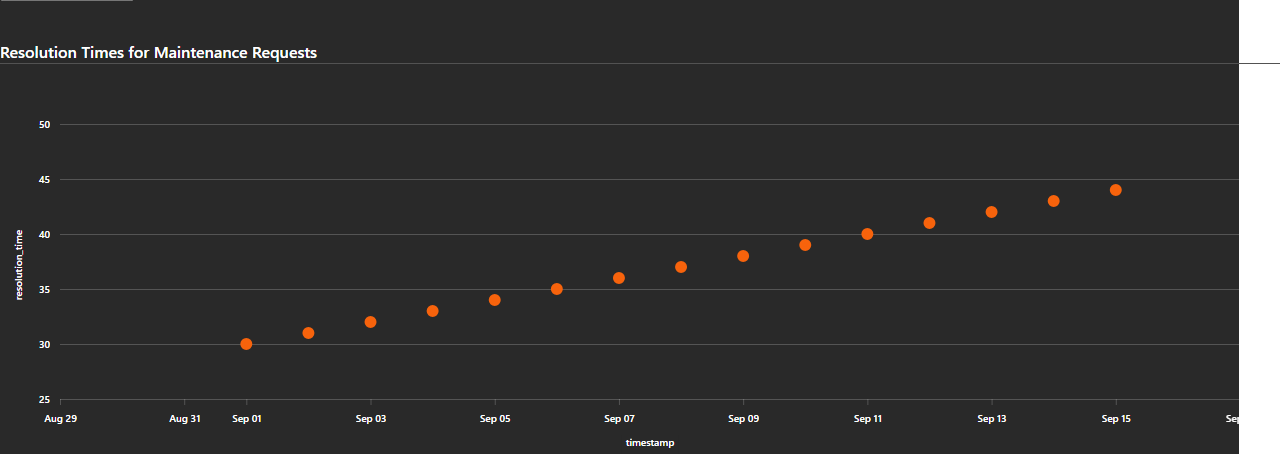 Resolution Times for Maintenance Requests
50
45
40
35
30
25
resolution_time
Aug 29 Aug 31 Sep 01 Sep 03 Sep 05 Sep 07 Sep 09 Sep 11 Sep 13 Sep 15
timestamp